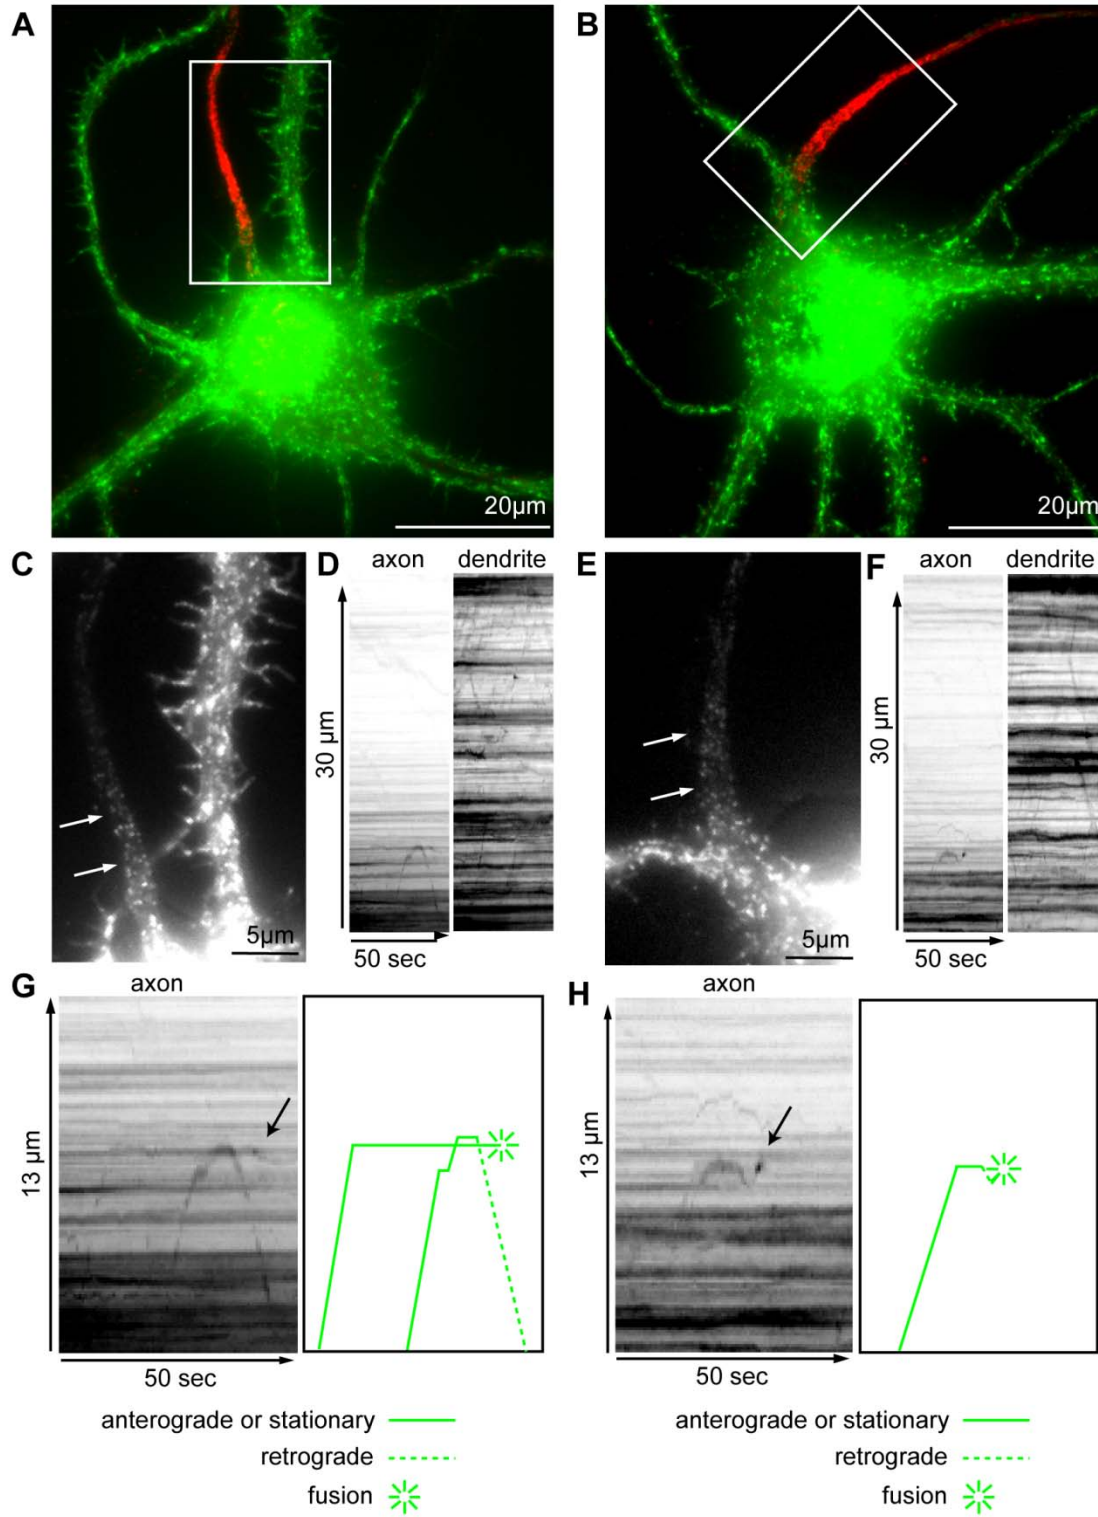 A
B
20µm
20µm
C
D
axon
dendrite
30 µm
50 sec
5µm
E
F
axon
dendrite
30 µm
50 sec
5µm
G
axon
13 µm
50 sec
H
axon
13 µm
50 sec
anterograde or stationary
retrograde
fusion
anterograde or stationary
retrograde
fusion